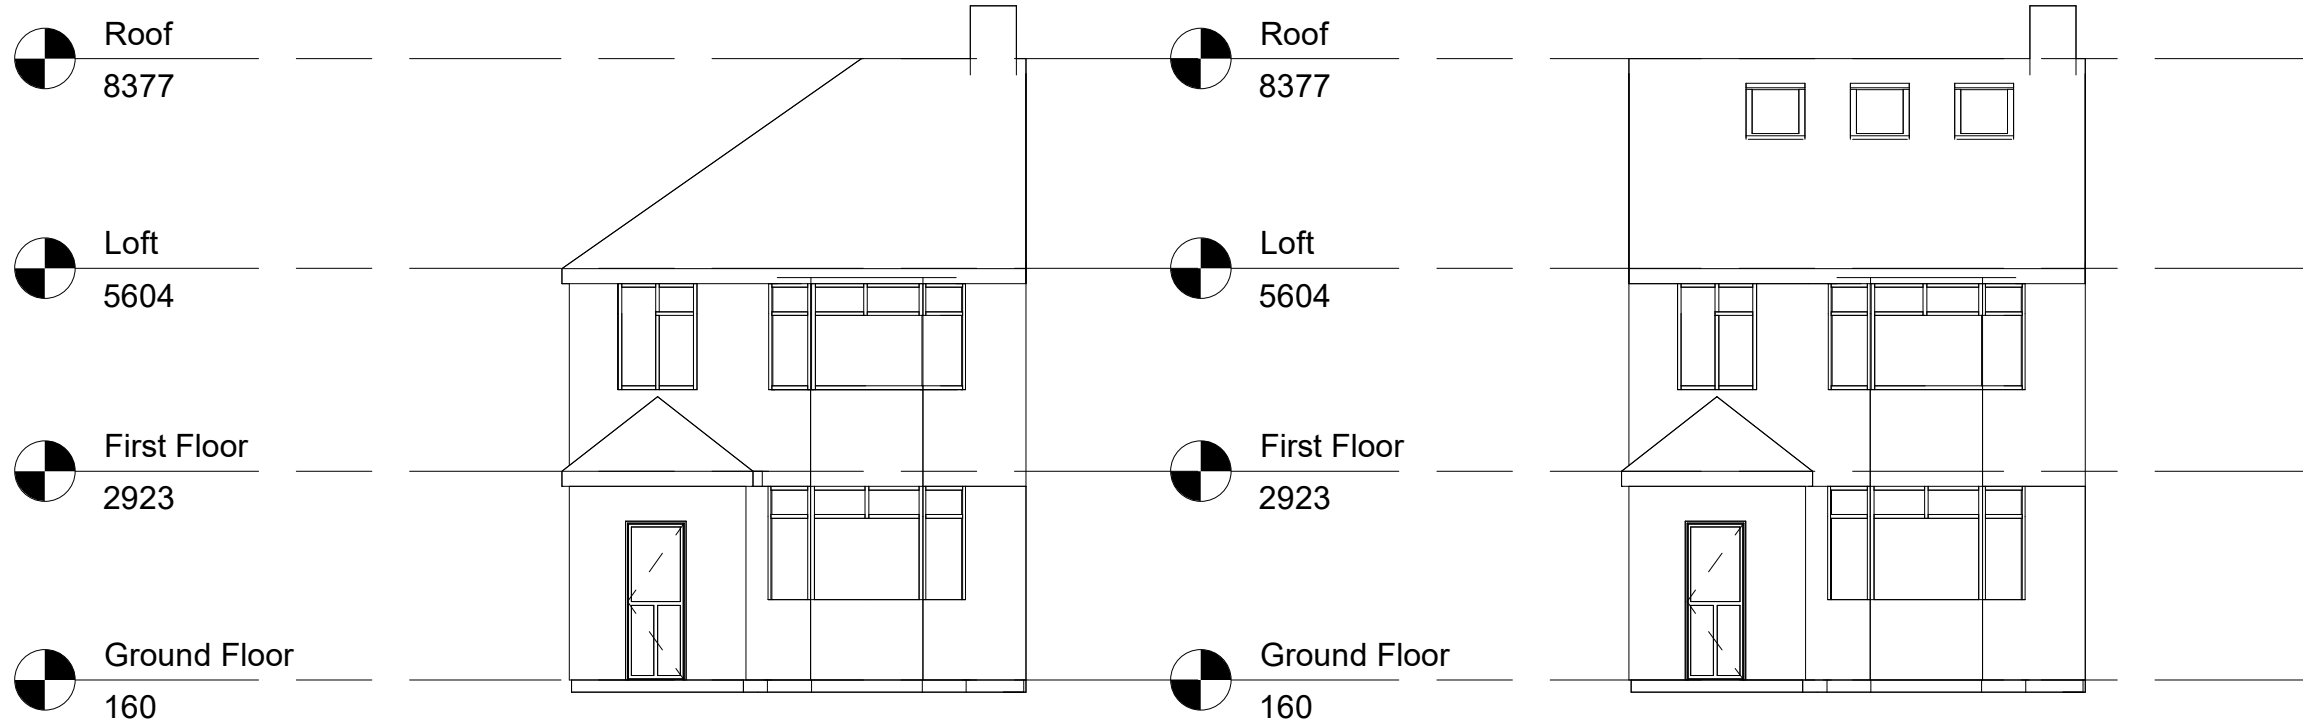 Roof
8377
Loft
5604
First Floor
2923
Ground Floor
160
Roof
8377
Loft
5604
First Floor
2923
Ground Floor
160